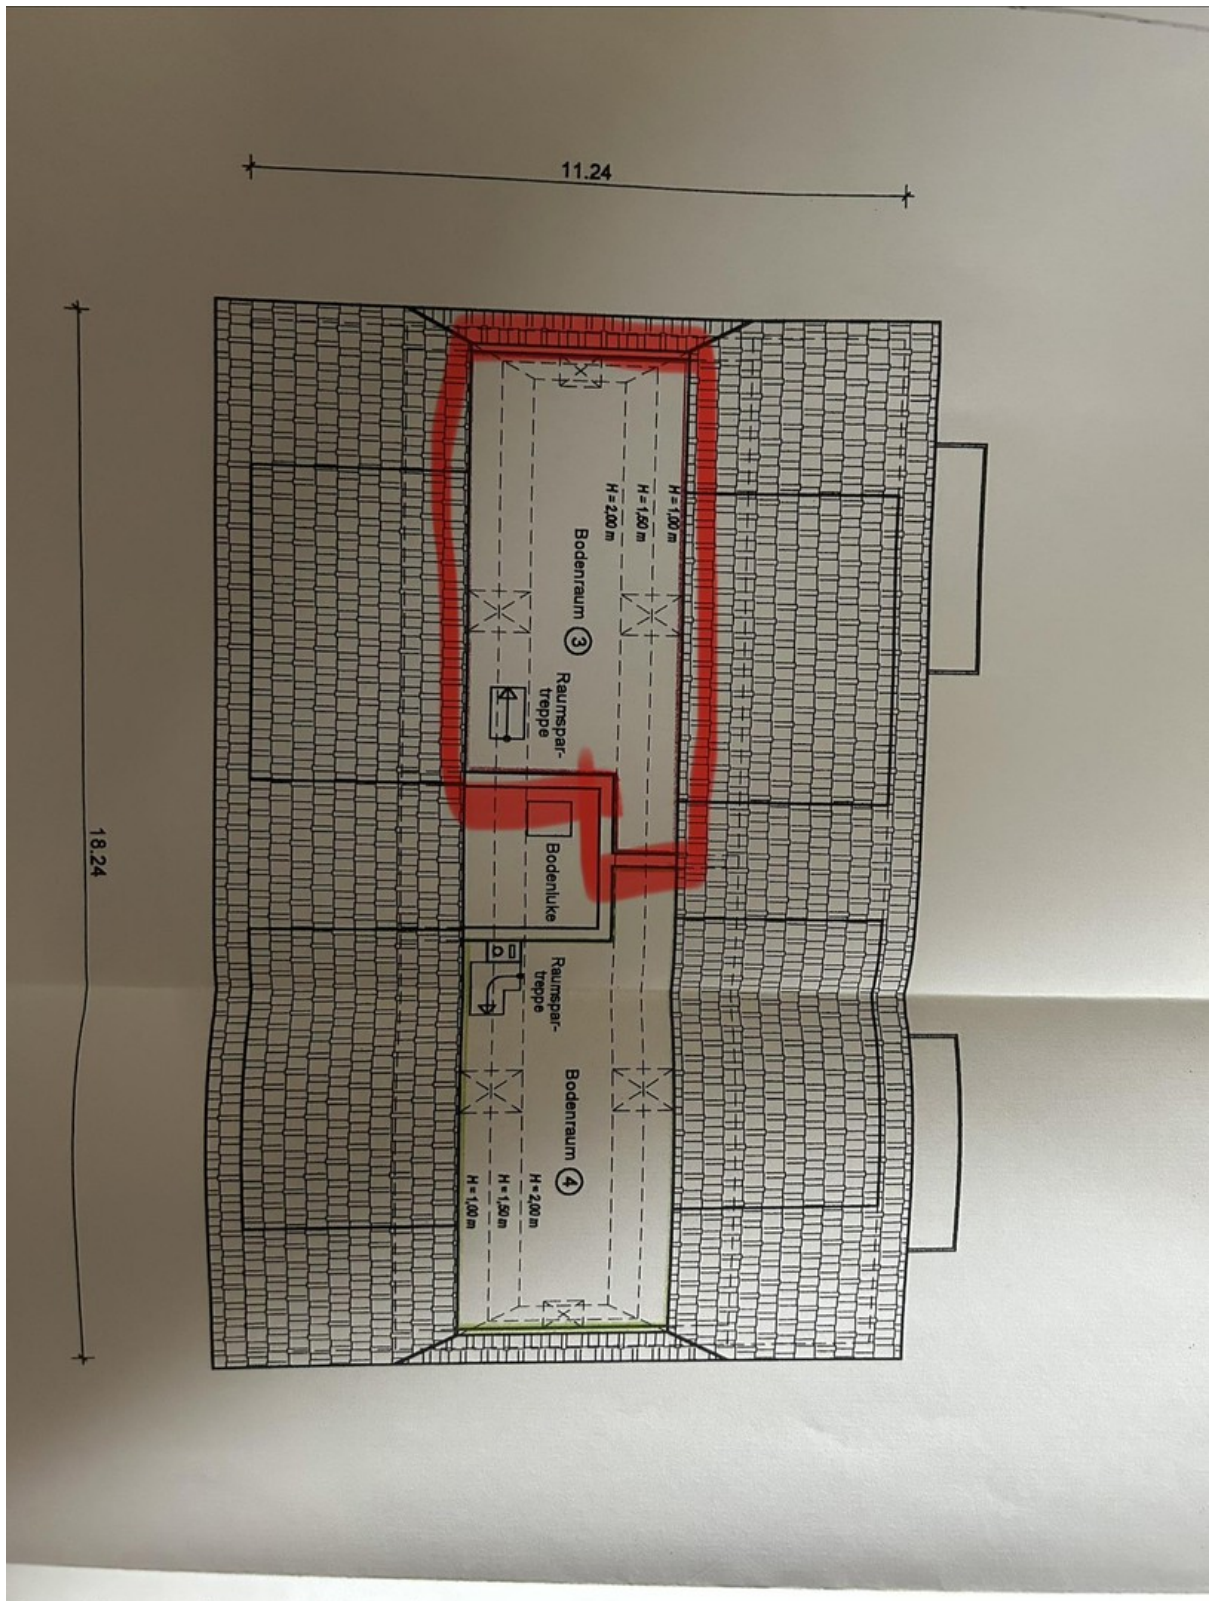 11.24
18.24
H = 1,00 m
H = 1,50 m
H = 2,00 m
Bodenraum 3
Raumspar-
treppe
Bodenluke
Raumspar-
treppe
Bodenraum 4
H = 2,00 m
H = 1,50 m
H = 1,00 m